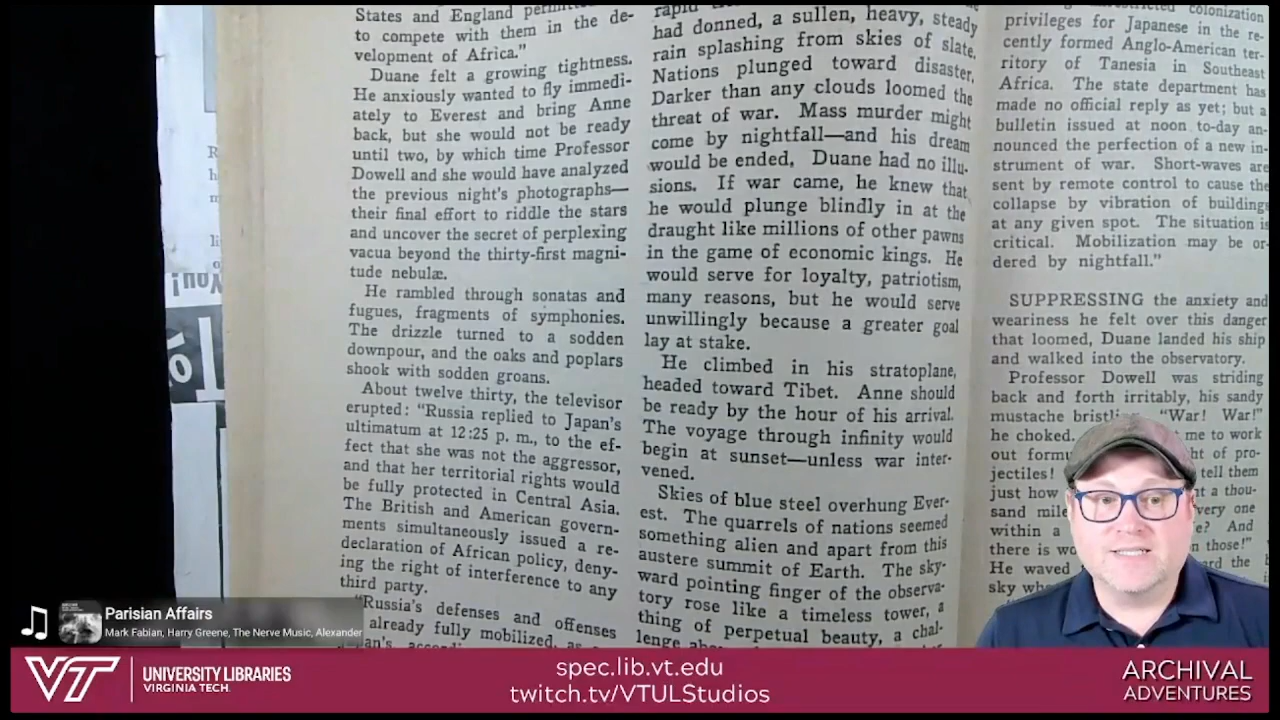 States and England
to compete with them in the de-
velopment of Africa."
Duane felt a growing tightness.
He anxiously wanted to fly immedi-
ately to Everest and bring Anne
back, but she would not be ready
until two, by which time Professor
Dowell and she would have analyzed
the previous night's photographs—
their final effort to riddle the stars
and uncover the secret of perplexing
vacua beyond the thirty-first magni-
tude nebulæ.
He rambled through sonatas and
fugues, fragments of symphonies.
The drizzle turned to a sodden
downpour, and the oaks and poplars
shook with sodden groans.
About twelve thirty, the televisor
erupted: "Russia replied to Japan's
ultimatum at 12:25 p. m., to the ef-
fect that she was not the aggressor,
and that her territorial rights would
be fully protected in Central Asia.
The British and American govern-
ments simultaneously issued a re-
declaration of African policy, deny-
ing the right of interference to any
third party.
"Russia's defenses and offenses
already fully mobilized,
rapid
had donned, a sullen, heavy, steady
rain splashing from skies of slate.
Nations plunged toward disaster.
Darker than any clouds loomed the
threat of war. Mass murder might
come by nightfall—and his dream
would be ended. Duane had no illu-
sions. If war came, he knew that
he would plunge blindly in at the
draught like millions of other pawns
in the game of economic kings. He
would serve for loyalty, patriotism,
many reasons, but he would serve
unwillingly because a greater goal
lay at stake.
He climbed in his stratoplane,
headed toward Tibet. Anne should
be ready by the hour of his arrival.
The voyage through infinity would
begin at sunset—unless war inter-
vened.
Skies of blue steel overhung Ever-
est. The quarrels of nations seemed
something alien and apart from this
austere summit of Earth. The sky-
ward pointing finger of the observa-
tory rose like a timeless tower, a
thing of perpetual beauty, a chal-
colonization
privileges for Japanese in the re-
cently formed Anglo-American ter-
ritory of Tanesia in Southeast
Africa. The state department has
made no official reply as yet; but a
bulletin issued at noon to-day an-
nounced the perfection of a new in-
strument of war. Short-waves are
sent by remote control to cause the
collapse by vibration of buildings
at any given spot. The situation is
critical. Mobilization may be or-
dered by nightfall."
SUPPRESSING the anxiety and
weariness he felt over this danger
that loomed, Duane landed his ship
and walked into the observatory.
Professor Dowell was striding
back and forth irritably, his sandy
mustache "War! War!"
he choked. me to work
out of pro-
jectiles! tell them
just how a thou-
sand every one
within a And
there is those!"
He waved the
sky
Parisian Affairs
Mark Fabian, Harry Greene, The Nerve Music, Alexander
VT UNIVERSITY LIBRARIES
VIRGINIA TECH.
spec.lib.vt.edu
twitch.tv/VTULStudios
ARCHIVAL
ADVENTURES